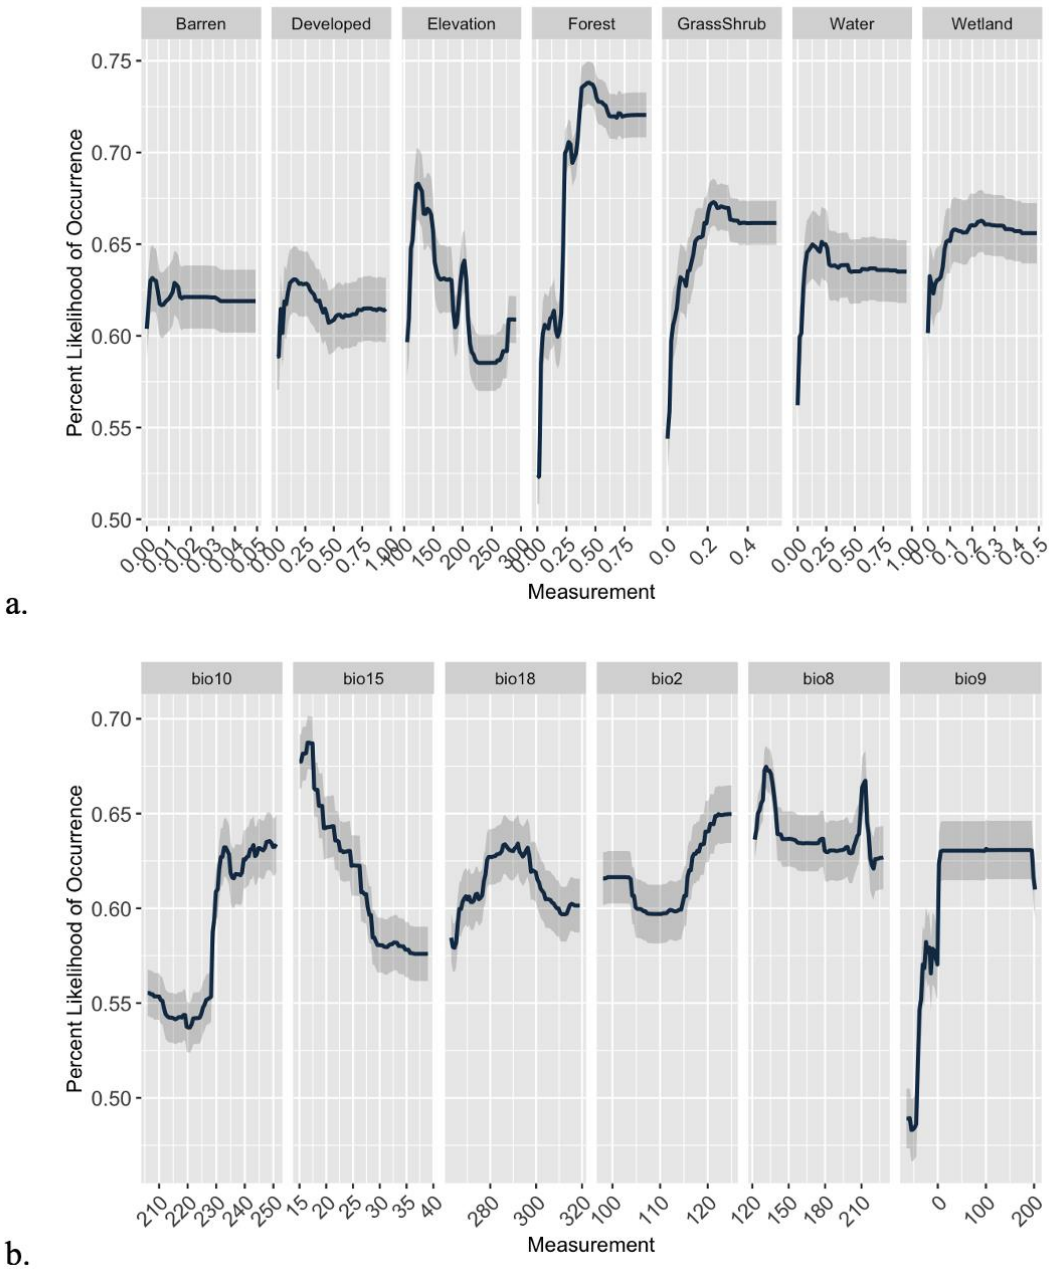 Barren Developed Elevation Forest GrassShrub Water Wetland
Percent Likelihood of Occurrence
0.75
0.70
0.65
0.60
0.55
0.50
0.00 0.01 0.02 0.03 0.04 0.05 0.00 0.25 0.50 0.75 1.00 100 150 200 250 300 0.00 0.25 0.50 0.75 0.0 0.2 0.4 0.00 0.25 0.50 0.75 1.00 0.0 0.1 0.2 0.3 0.4 0.5
Measurement
a.
bio10 bio15 bio18 bio2 bio8 bio9
Percent Likelihood of Occurrence
0.70
0.65
0.60
0.55
0.50
210 220 230 240 250 15 20 25 30 35 40 280 300 320 100 110 120 120 150 180 210 0 100 200
Measurement
b.